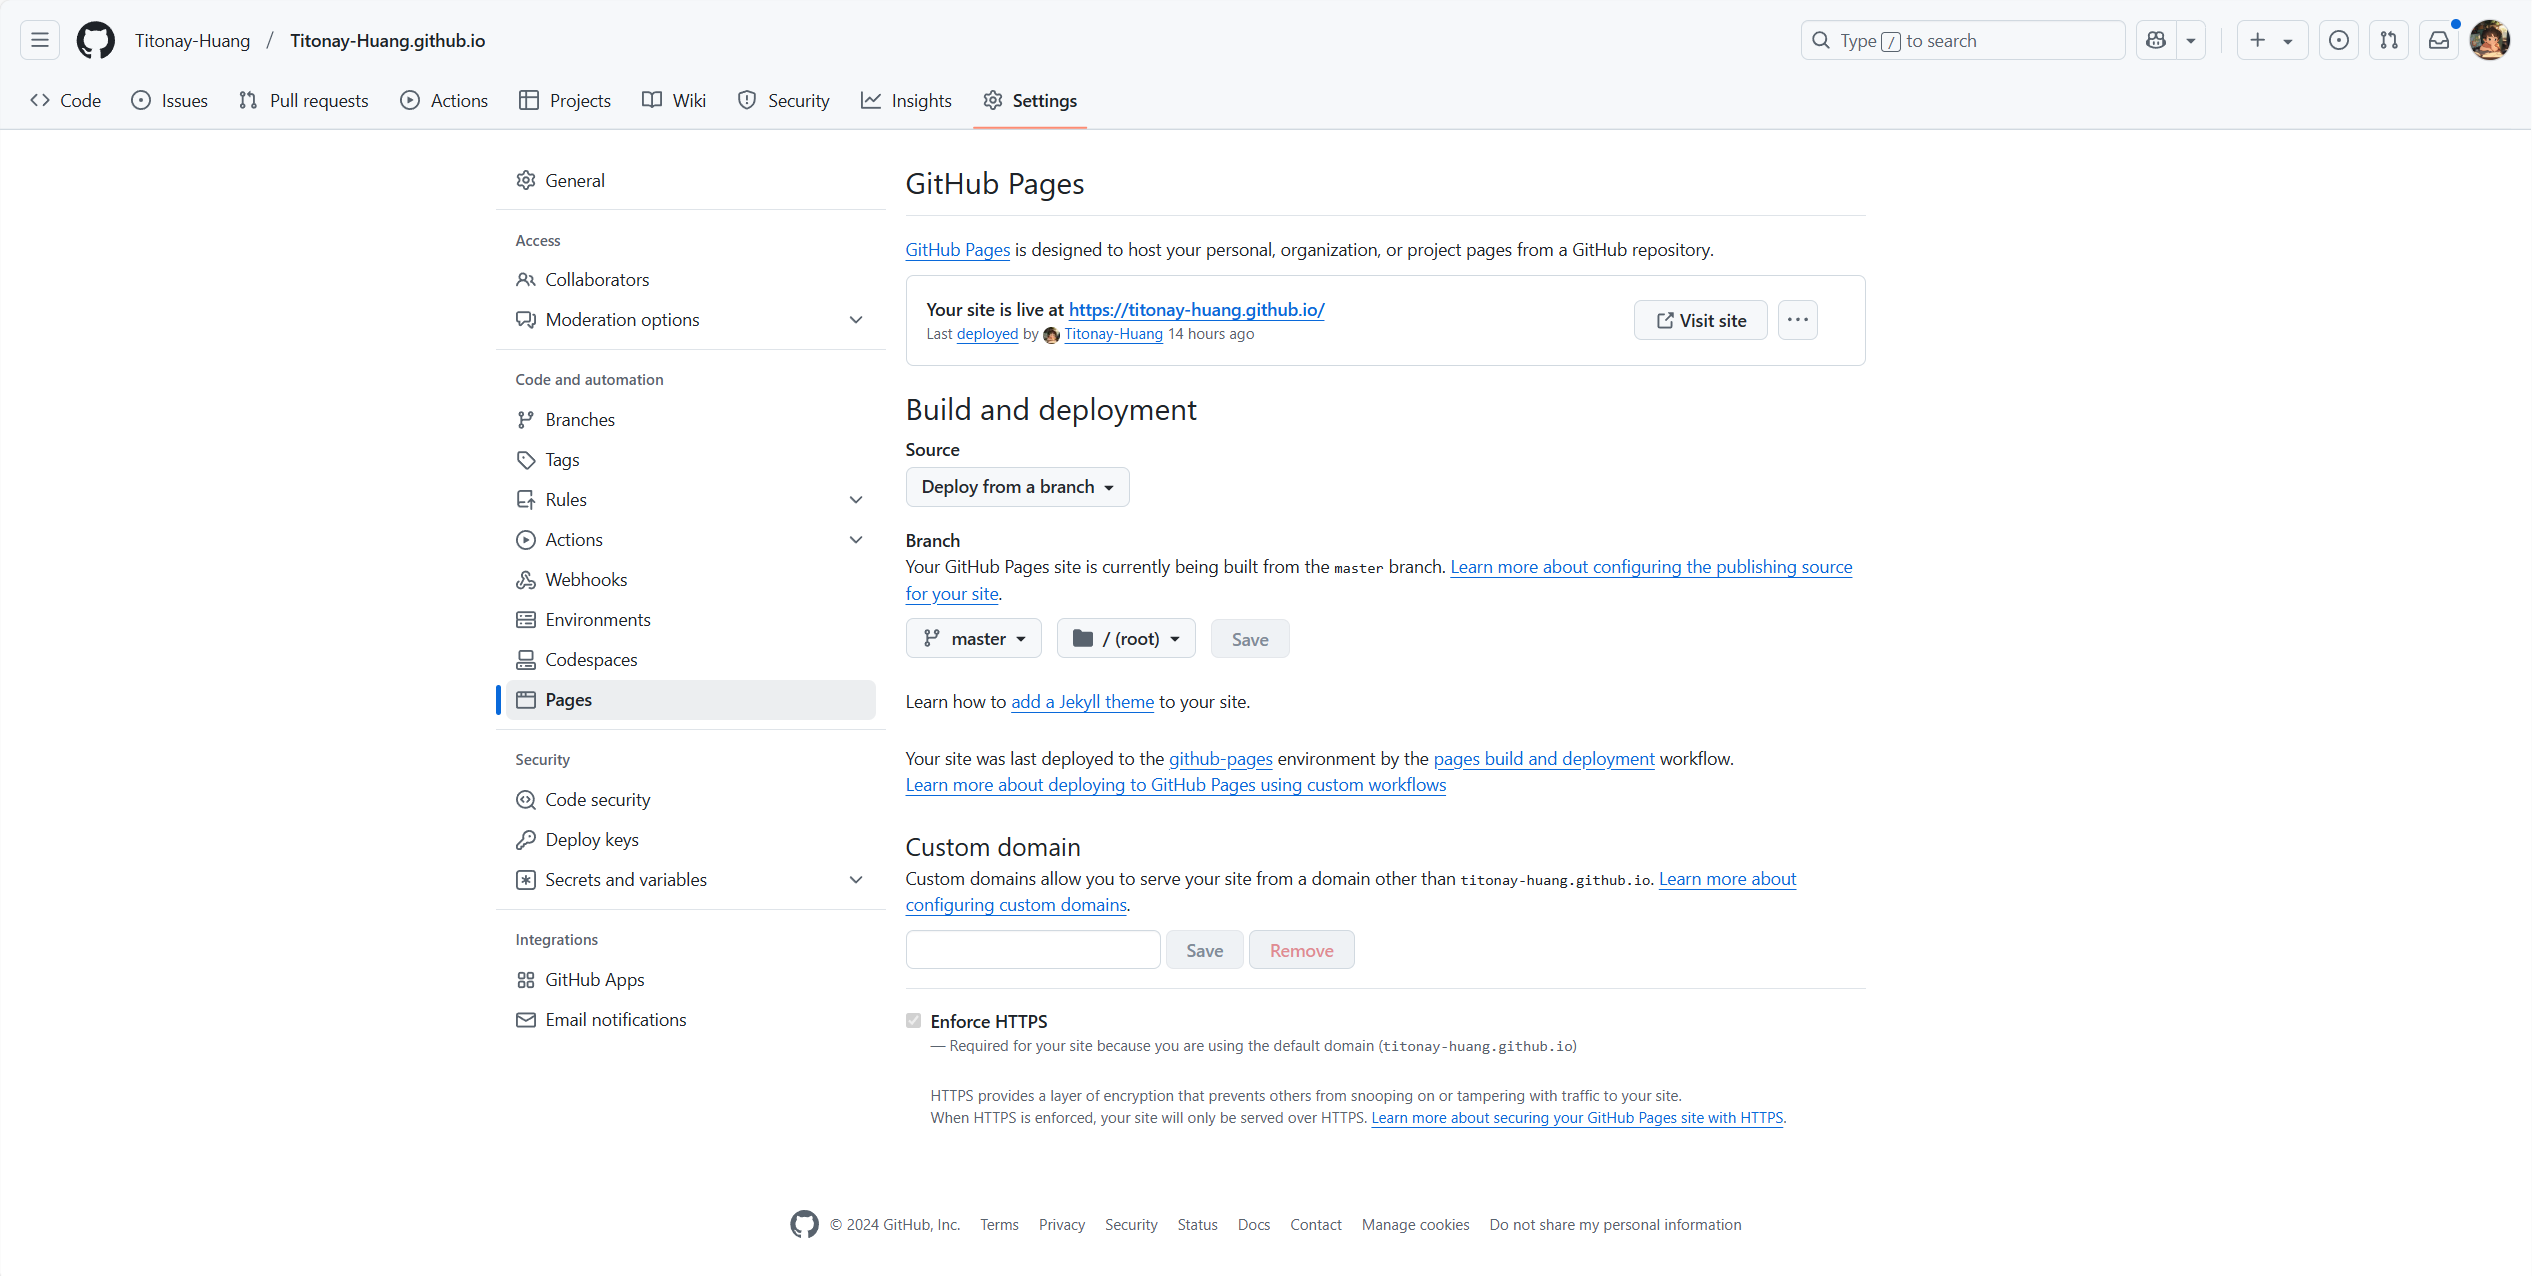 Titonay-Huang / Titonay-Huang.github.io
Type / to search
Code Issues Pull requests Actions Projects Wiki Security Insights Settings
General
Access
Collaborators
Moderation options
Code and automation
Branches
Tags
Rules
Actions
Webhooks
Environments
Codespaces
Pages
Security
Code security
Deploy keys
Secrets and variables
Integrations
GitHub Apps
Email notifications
GitHub Pages
GitHub Pages is designed to host your personal, organization, or project pages from a GitHub repository.
Your site is live at https://titonay-huang.github.io/
Last deployed by Titonay-Huang 14 hours ago
Visit site
Build and deployment
Source
Deploy from a branch
Branch
Your GitHub Pages site is currently being built from the master branch. Learn more about configuring the publishing source
for your site.
master / (root) Save
Learn how to add a Jekyll theme to your site.
Your site was last deployed to the github-pages environment by the pages build and deployment workflow.
Learn more about deploying to GitHub Pages using custom workflows
Custom domain
Custom domains allow you to serve your site from a domain other than titonay-huang.github.io. Learn more about
configuring custom domains.
Save Remove
Enforce HTTPS
— Required for your site because you are using the default domain (titonay-huang.github.io)
HTTPS provides a layer of encryption that prevents others from snooping on or tampering with traffic to your site.
When HTTPS is enforced, your site will only be served over HTTPS. Learn more about securing your GitHub Pages site with HTTPS.
© 2024 GitHub, Inc. Terms Privacy Security Status Docs Contact Manage cookies Do not share my personal information